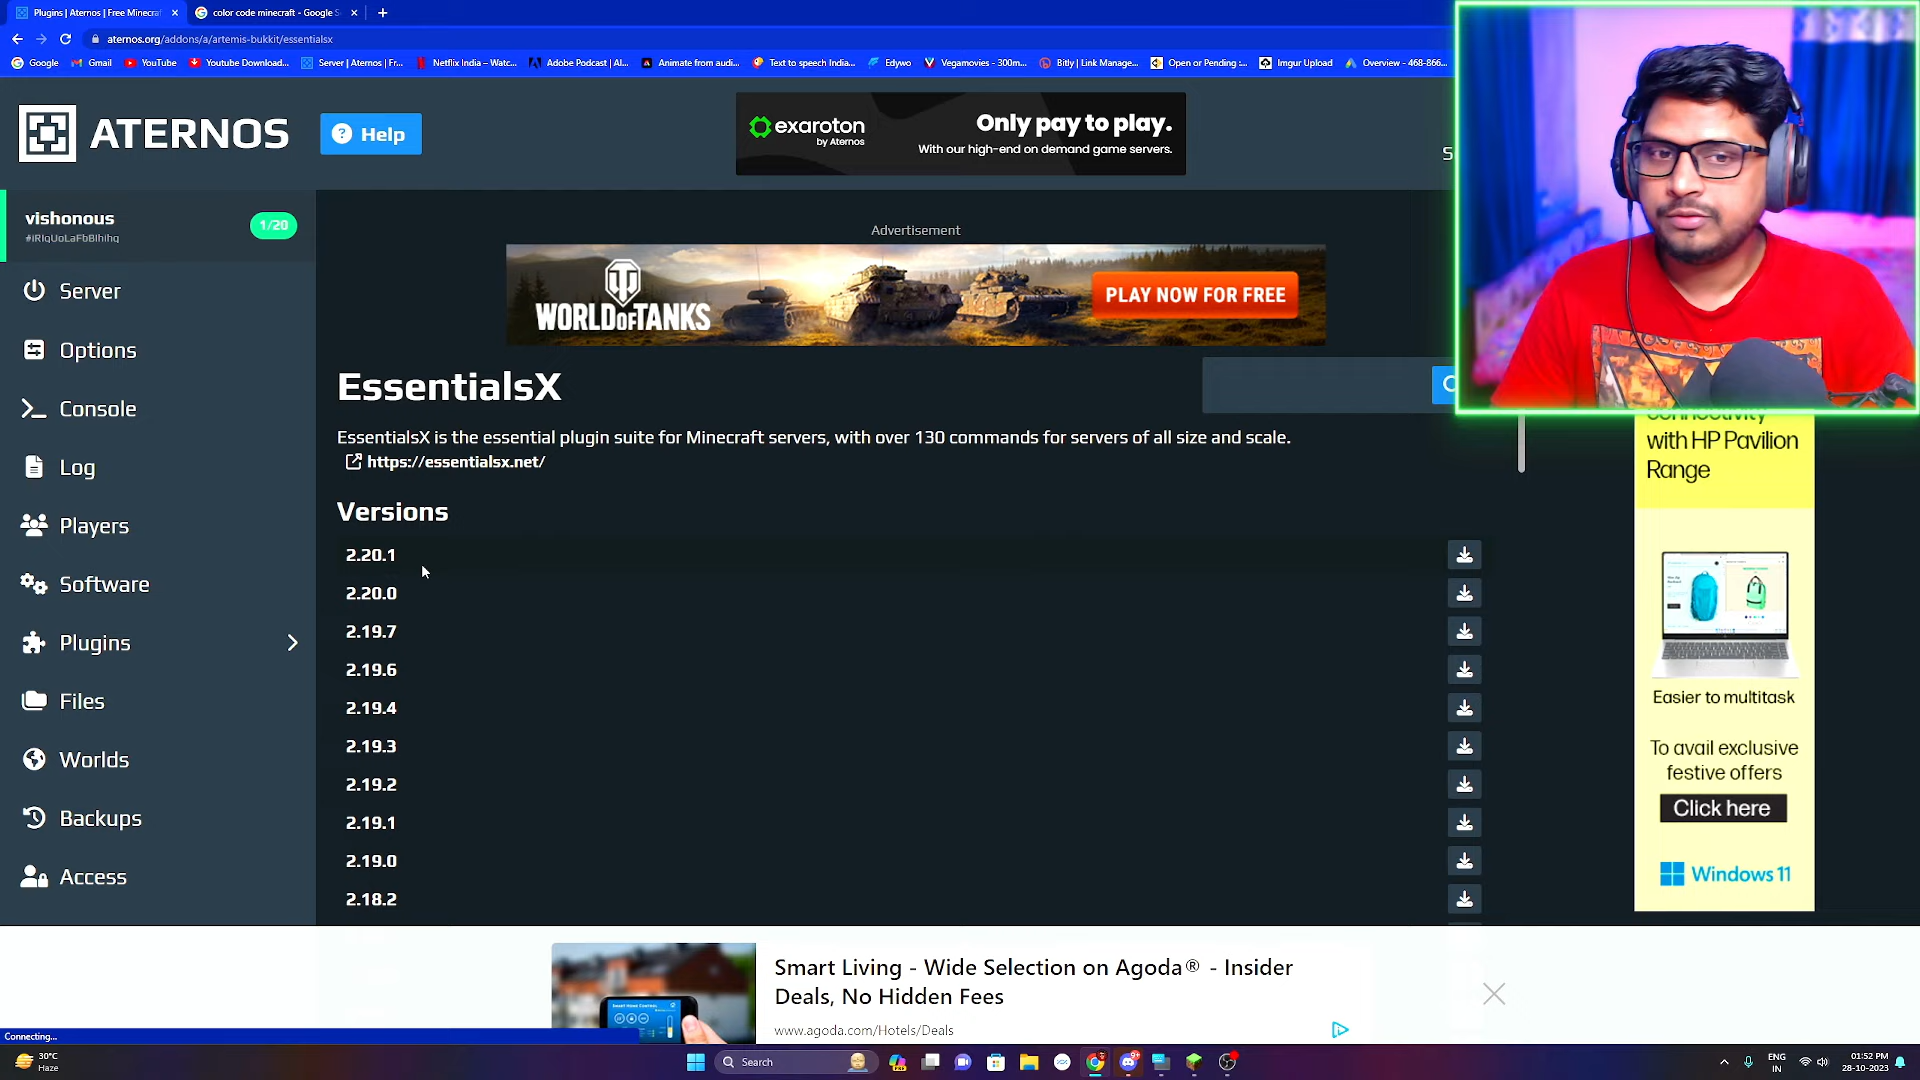 Plugins | Aternos | Free Minecraf
color code minecraft - Google S
aternos.org/addons/a/artemis-bukkit/essentialsx
Google
Gmail
YouTube
Youtube Download...
Server | Aternos | Fr...
Netflix India – Watc...
Adobe Podcast | AI...
Animate from audi...
Text to speech India...
Edywo
Vegamovies - 300m...
Bitly | Link Manage...
Open or Pending :...
Imgur Upload
Overview - 468-866...
ATERNOS
Help
exaroton
by Aternos
Only pay to play.
With our high-end on demand game servers.
S
vishonous
#iRIqUoLaFbBIhihq
1/20
Server
Options
Console
Log
Players
Software
Plugins
Files
Worlds
Backups
Access
Advertisement
WORLD OF TANKS
PLAY NOW FOR FREE
EssentialsX
EssentialsX is the essential plugin suite for Minecraft servers, with over 130 commands for servers of all size and scale.
https://essentialsx.net/
Versions
2.20.1
2.20.0
2.19.7
2.19.6
2.19.4
2.19.3
2.19.2
2.19.1
2.19.0
2.18.2
connectivity
with HP Pavilion
Range
Easier to multitask
To avail exclusive
festive offers
Click here
Windows 11
Smart Living - Wide Selection on Agoda® - Insider
Deals, No Hidden Fees
www.agoda.com/Hotels/Deals
Connecting...
30°C
Haze
Search
ENG
IN
01:52 PM
28-10-2023